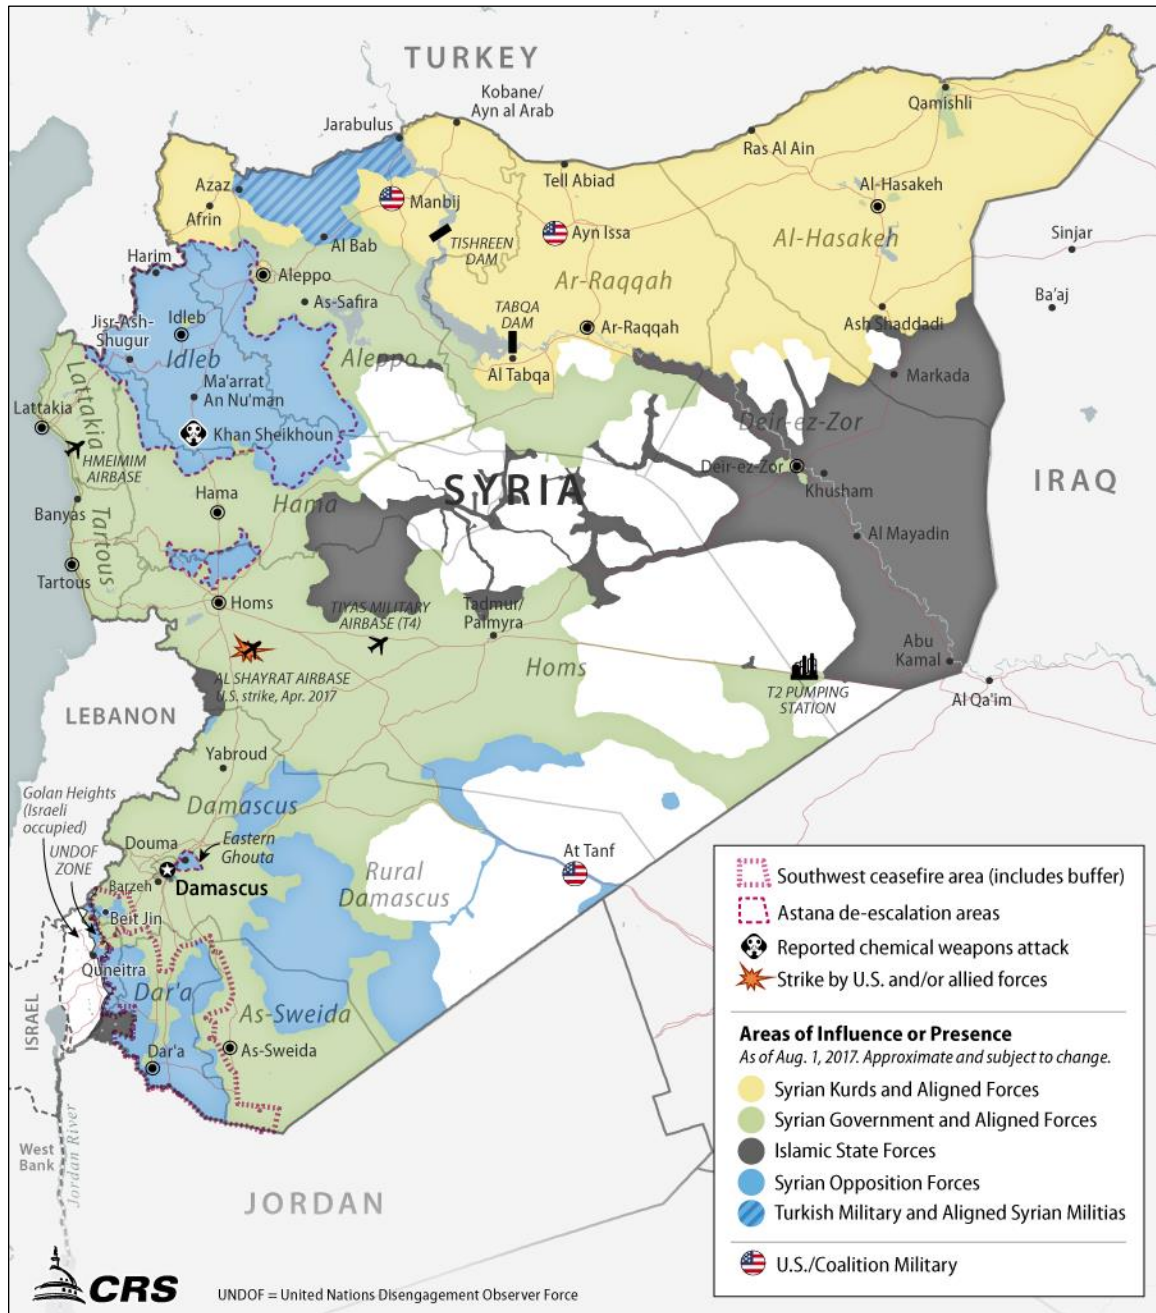 TURKEY
Kobane/
Ayn al Arab
Jarabulus
Qamishli
Ras Al Ain
Tell Abiad
Azaz
Afrin
Manbij
Al-Hasakeh
Ayn Issa
Al-Hasakeh
Sinjar
Al Bab
TISHREEN
DAM
Harim
Aleppo
Ar-Raqqah
Ba'aj
As-Safira
TABQA
DAM
Idleb
Jisr-Ash-
Shugur
Ar-Raqqah
Ash Shaddadi
Idleb
Aleppo
Al Tabqa
Markada
Ma'arrat
An Nu'man
Lattakia
Lattakia
Khan Sheikhoun
Deir-ez-Zor
HMEIMIM
AIRBASE
Deir-ez-Zor
Khusham
SYRIA
IRAQ
Hama
Hama
Banyas
Tartous
Al Mayadin
Tartous
Homs
TIYAS MILITARY
AIRBASE (T4)
Tadmur/
Palmyra
Abu
Kamal
Homs
AL SHAYRAT AIRBASE
U.S. strike, Apr. 2017
T2 PUMPING
STATION
Al Qa'im
LEBANON
Yabroud
Golan Heights
(Israeli
occupied)
Damascus
UNDOF
ZONE
Douma
Eastern
Ghouta
At Tanf
Barzeh
Damascus
Rural
Damascus
Beit Jin
Quneitra
Dar'a
ISRAEL
As-Sweida
Dar'a
As-Sweida
West
Bank
Jordan River
JORDAN
Southwest ceasefire area (includes buffer)
Astana de-escalation areas
Reported chemical weapons attack
Strike by U.S. and/or allied forces
Areas of Influence or Presence
As of Aug. 1, 2017. Approximate and subject to change.
Syrian Kurds and Aligned Forces
Syrian Government and Aligned Forces
Islamic State Forces
Syrian Opposition Forces
Turkish Military and Aligned Syrian Militias
U.S./Coalition Military
CRS
UNDOF = United Nations Disengagement Observer Force